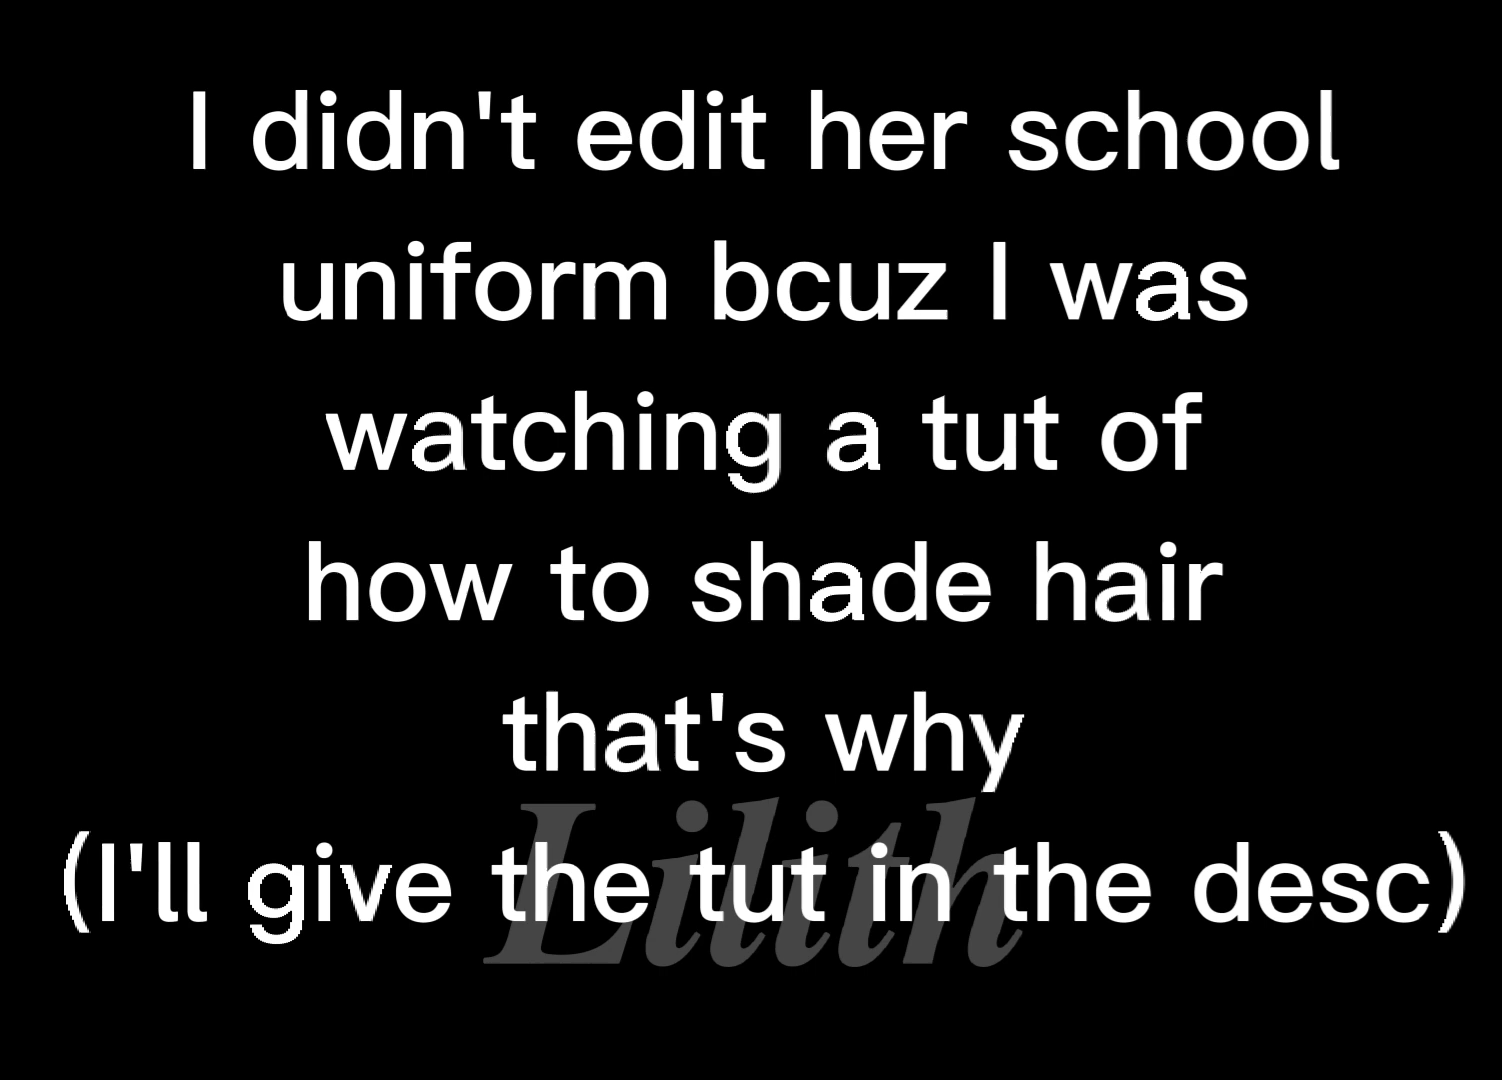 I didn't edit her school
uniform bcuz I was
watching a tut of
how to shade hair
that's why
(I'll give the tut in the desc)
Lilith